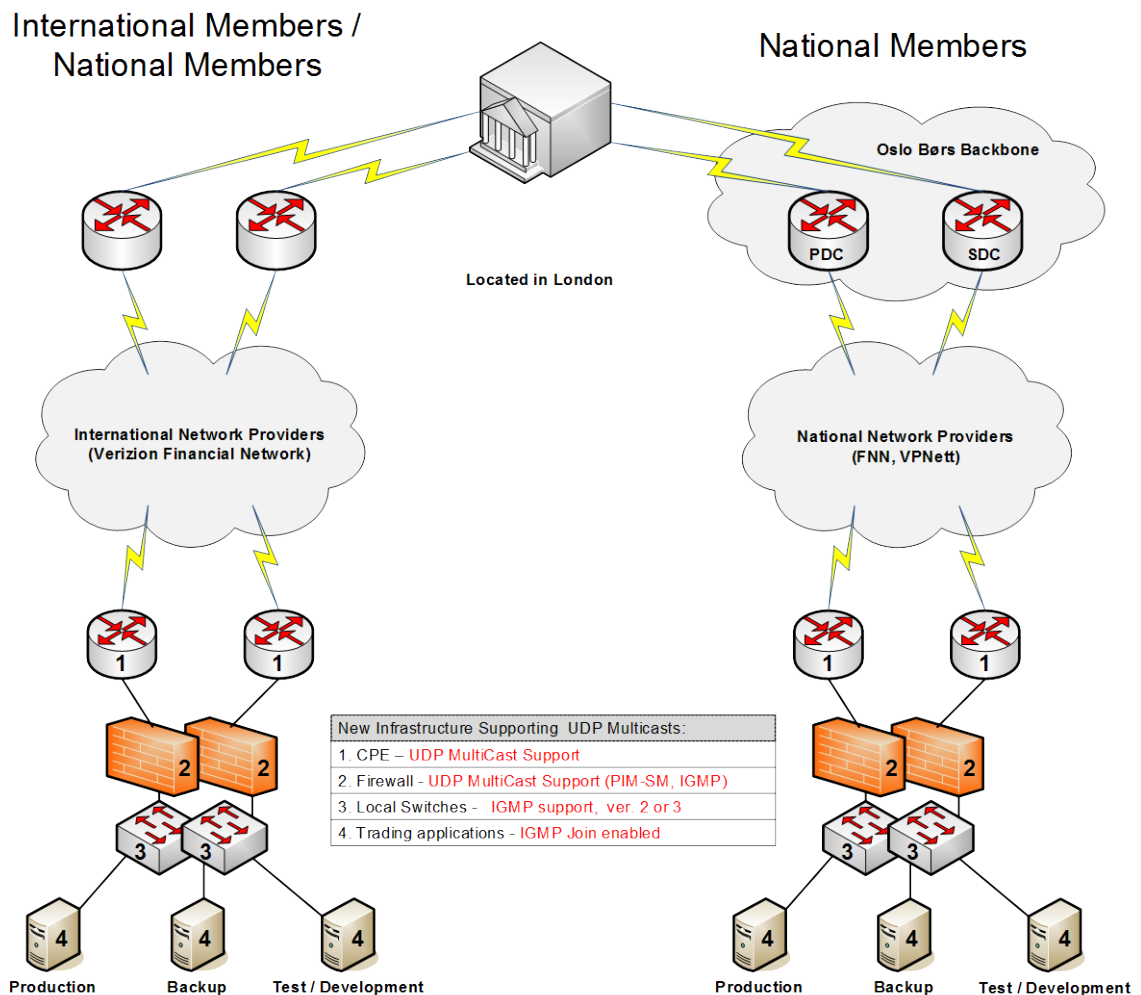 International Members /
National Members
National Members
Oslo Børs Backbone
PDC
SDC
Located in London
International Network Providers
(Verizion Financial Network)
National Network Providers
(FNN, VPNett)
1
1
1
1
2
2
2
2
New Infrastructure Supporting UDP Multicasts:
1. CPE – UDP MultiCast Support
2. Firewall - UDP MultiCast Support (PIM-SM, IGMP)
3. Local Switches - IGMP support, ver. 2 or 3
4. Trading applications - IGMP Join enabled
3
3
3
3
4
4
4
4
4
4
Production
Backup
Test / Development
Production
Backup
Test / Development